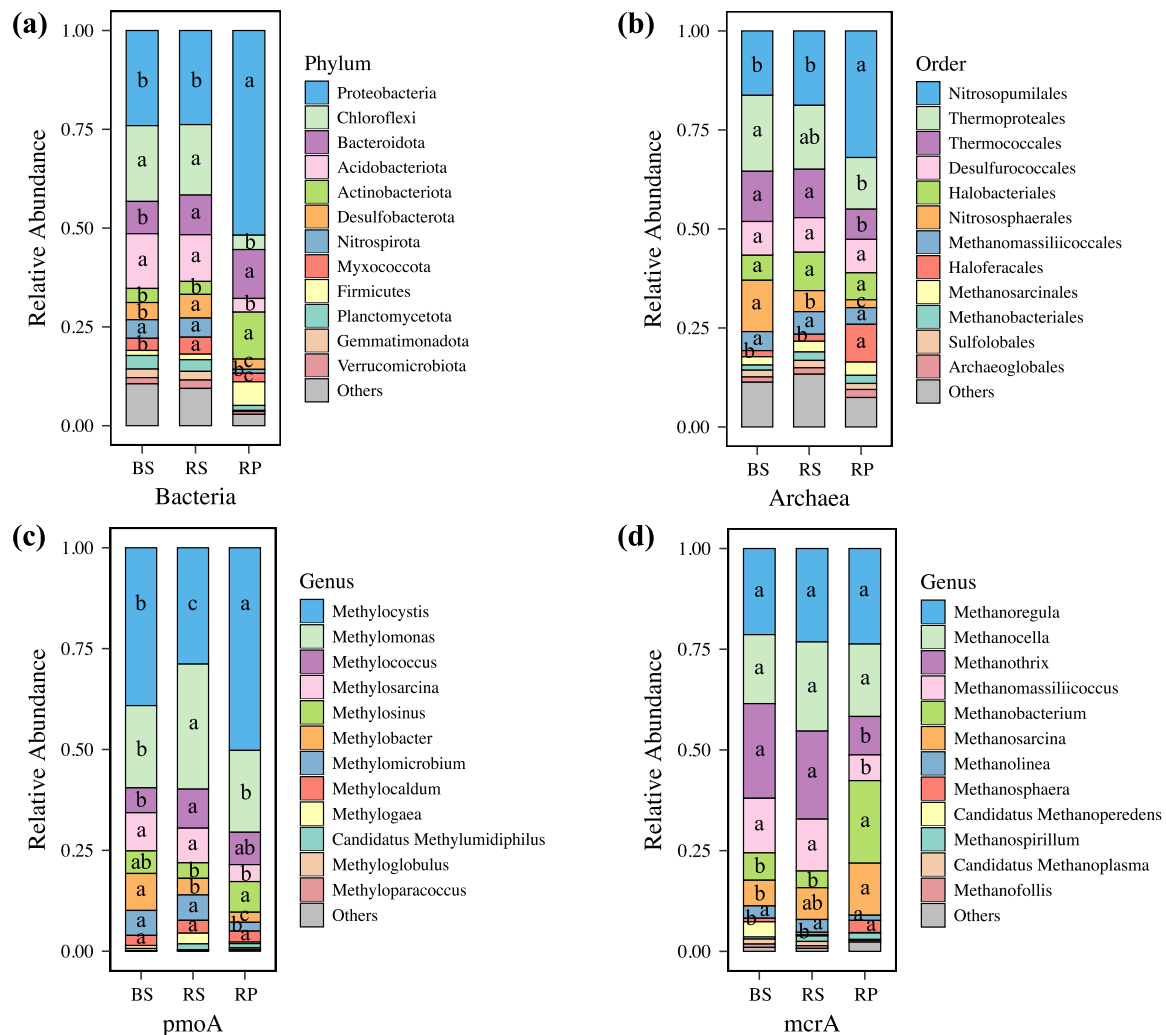 (a)
Relative Abundance
1.00
0.75
0.50
0.25
0.00
b b a
a a b
b a a
a a b
b b a
b a c
a a b
b a c
BS RS RP
Bacteria
Phylum
Proteobacteria
Chloroflexi
Bacteroidota
Acidobacteriota
Actinobacteriota
Desulfobacterota
Nitrospirota
Myxococcota
Firmicutes
Planctomycetota
Gemmatimonadota
Verrucomicrobiota
Others
(b)
Relative Abundance
1.00
0.75
0.50
0.25
0.00
b b a
a ab b
a a b
a a a
a a a
a b c
a a a
b b a
BS RS RP
Archaea
Order
Nitrosopumilales
Thermoproteales
Thermococcales
Desulfurococcales
Halobacteriales
Nitrososphaerales
Methanomassiliicoccales
Haloferacales
Methanosarcinales
Methanobacteriales
Sulfolobales
Archaeoglobales
Others
(c)
Relative Abundance
1.00
0.75
0.50
0.25
0.00
b c a
b a b
b a ab
a a a
ab b a
a b c
a a b
a a a
BS RS RP
pmoA
Genus
Methylocystis
Methylomonas
Methylococcus
Methylosarcina
Methylosinus
Methylobacter
Methylomicrobium
Methylocaldum
Methylogaea
Candidatus Methylumidiphilus
Methyloglobulus
Methyloparacoccus
Others
(d)
Relative Abundance
1.00
0.75
0.50
0.25
0.00
a a a
a a a
a a b
a a b
b b a
b ab a
a a a
b b a
BS RS RP
mcrA
Genus
Methanoregula
Methanocella
Methanothrix
Methanomassiliicoccus
Methanobacterium
Methanosarcina
Methanolinea
Methanosphaera
Candidatus Methanoperedens
Methanospirillum
Candidatus Methanoplasma
Methanofollis
Others